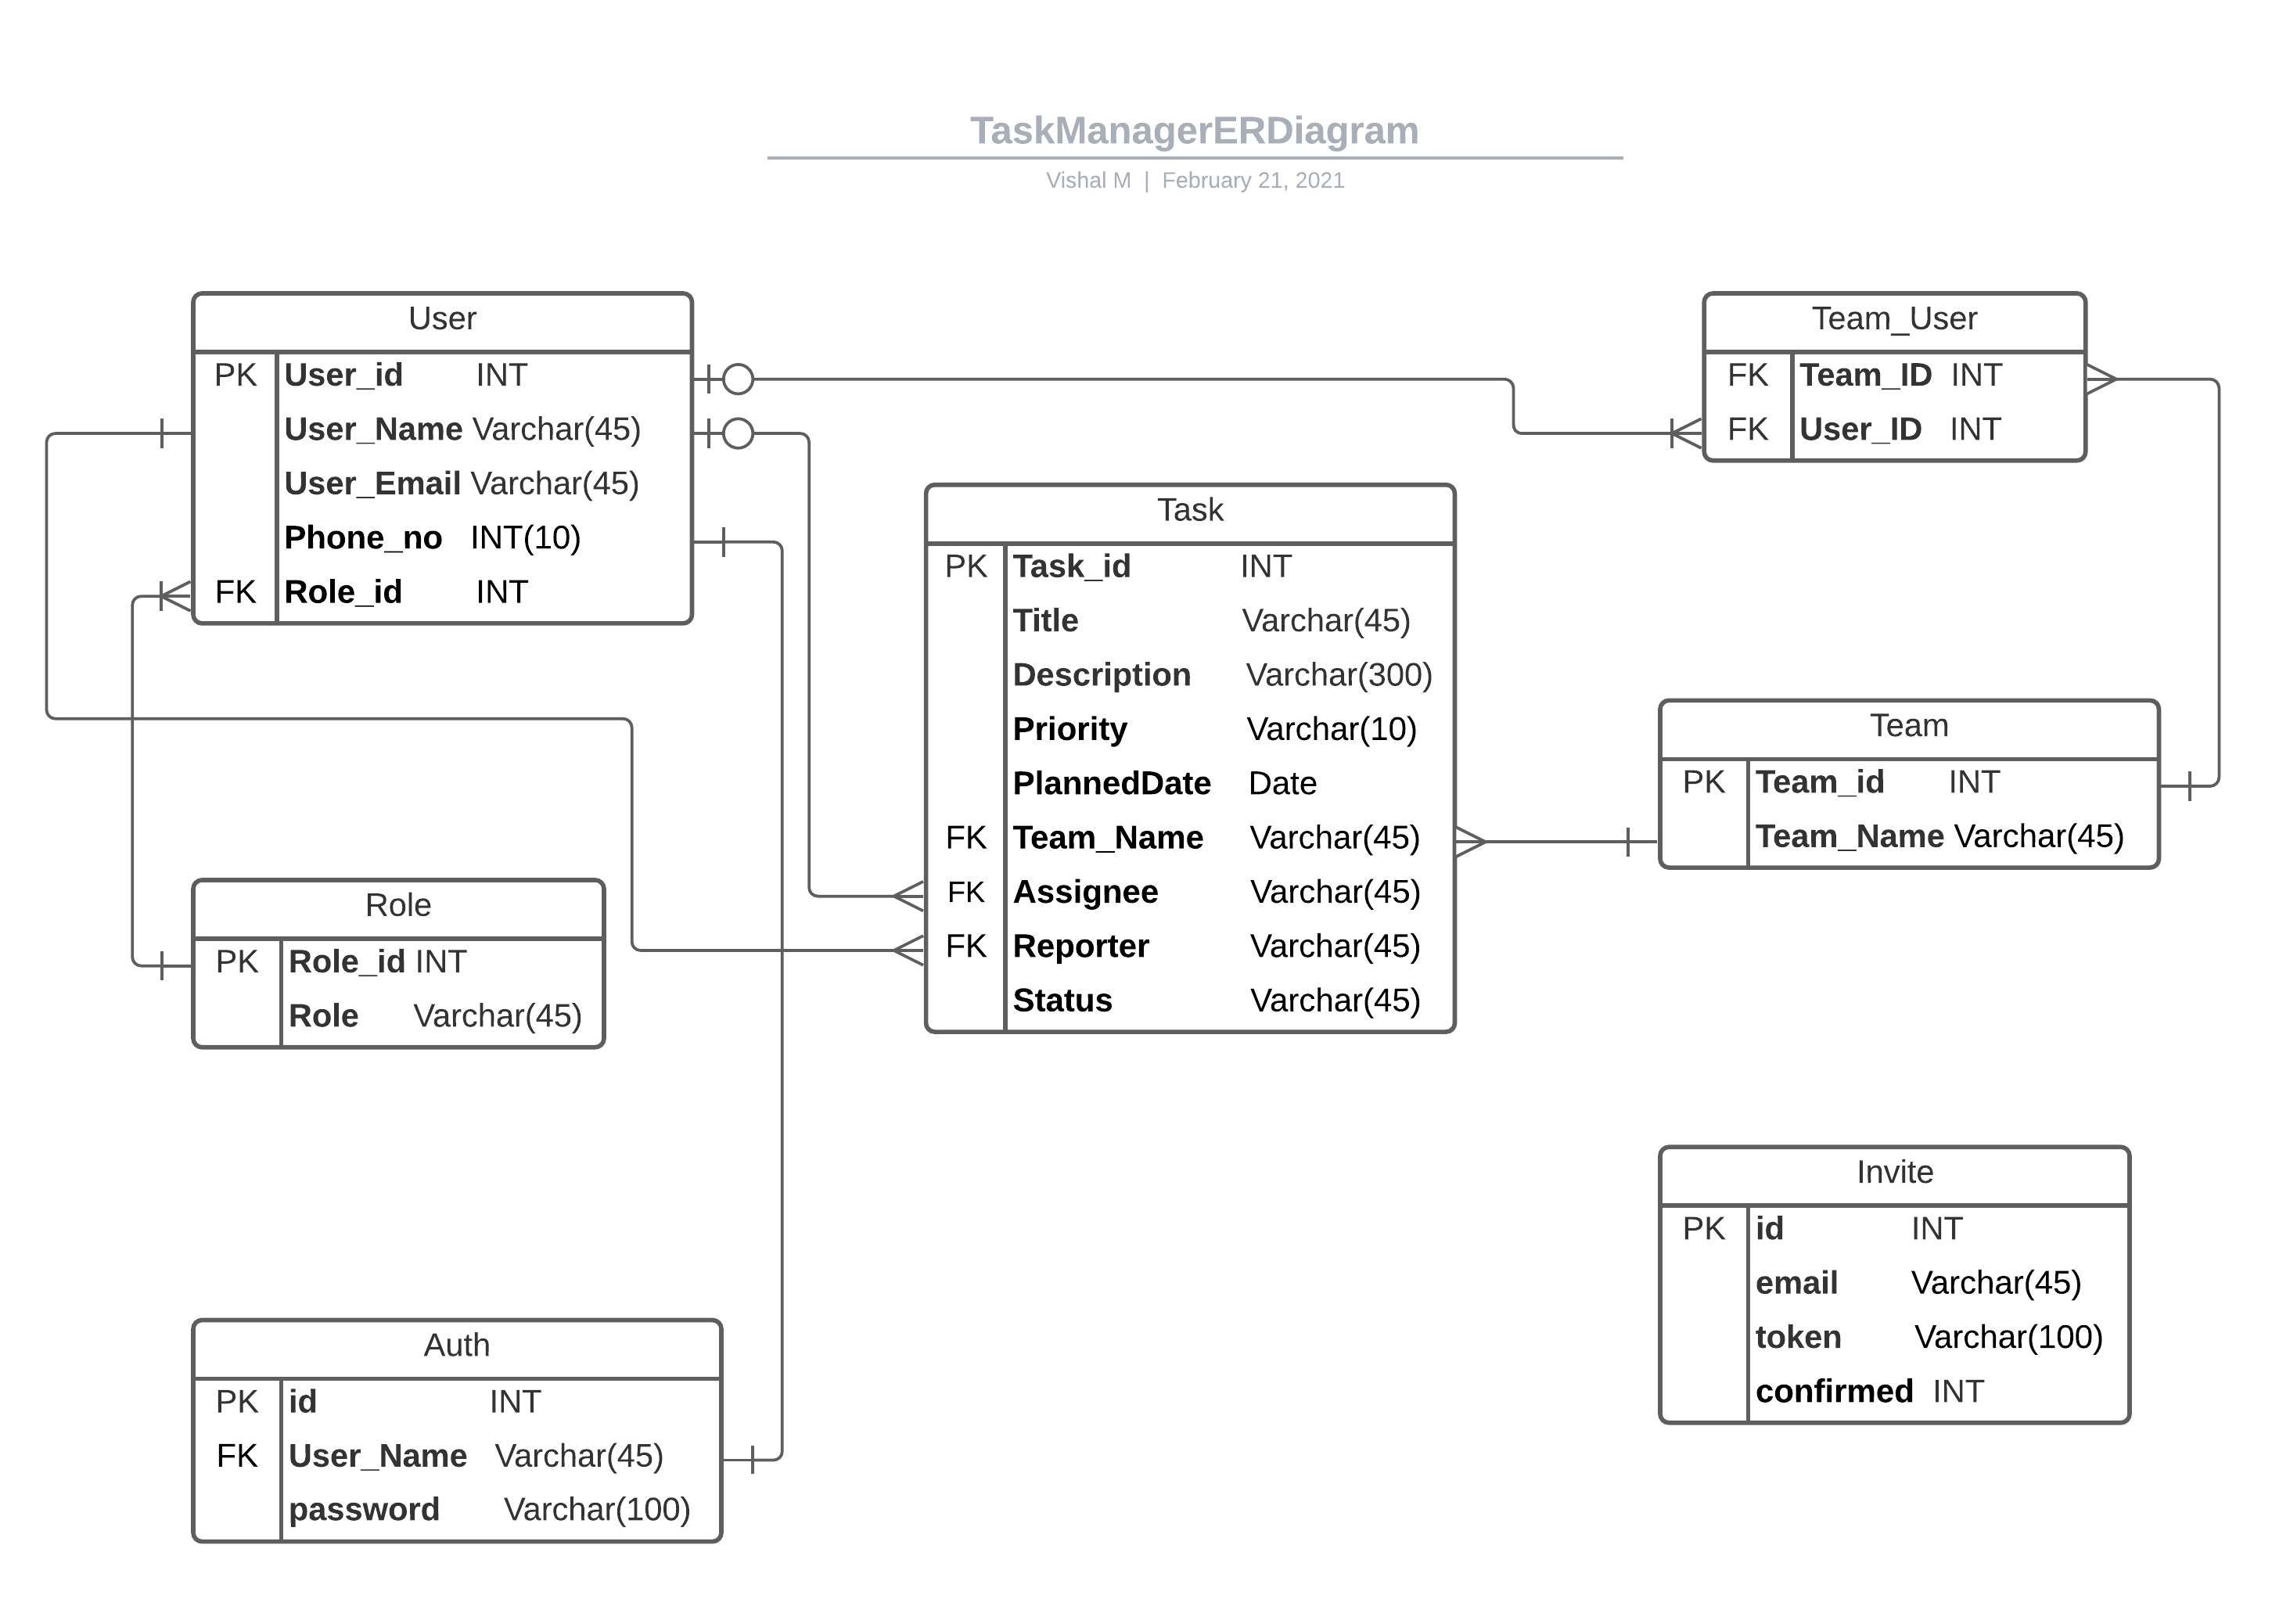 TaskManagerERDiagram
Vishal M | February 21, 2021
User
PK User_id INT
User_Name Varchar(45)
User_Email Varchar(45)
Phone_no INT(10)
FK Role_id INT
Team_User
FK Team_ID INT
FK User_ID INT
Task
PK Task_id INT
Title Varchar(45)
Description Varchar(300)
Priority Varchar(10)
PlannedDate Date
FK Team_Name Varchar(45)
FK Assignee Varchar(45)
FK Reporter Varchar(45)
Status Varchar(45)
Team
PK Team_id INT
Team_Name Varchar(45)
Role
PK Role_id INT
Role Varchar(45)
Invite
PK id INT
email Varchar(45)
token Varchar(100)
confirmed INT
Auth
PK id INT
FK User_Name Varchar(45)
password Varchar(100)